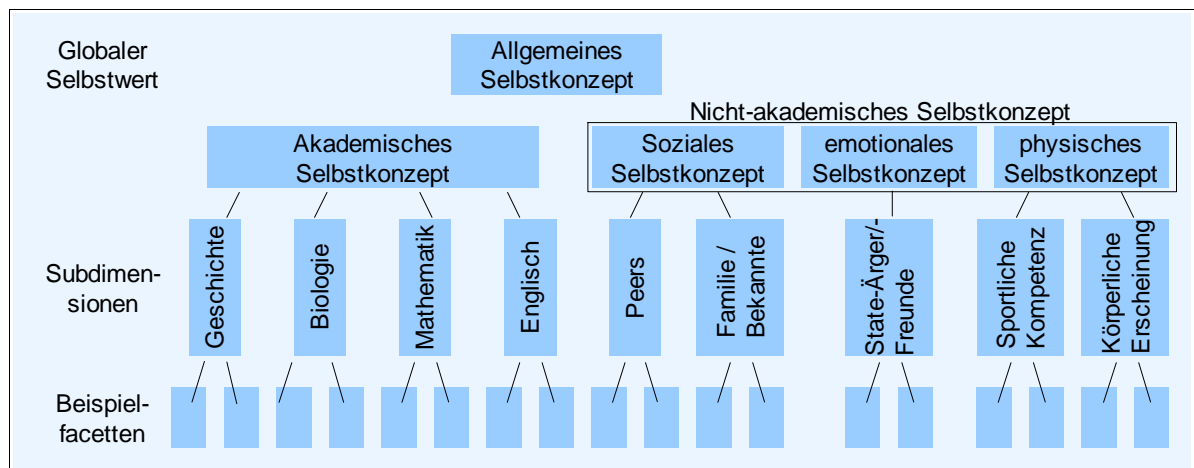 Globaler
Selbstwert
Allgemeines
Selbstkonzept
Nicht-akademisches Selbstkonzept
Akademisches
Selbstkonzept
Soziales
Selbstkonzept
emotionales
Selbstkonzept
physisches
Selbstkonzept
Subdimen-
sionen
Geschichte
Biologie
Mathematik
Englisch
Peers
Familie /
Bekannte
State-Ärger/-
Freunde
Sportliche
Kompetenz
Körperliche
Erscheinung
Beispiel-
facetten